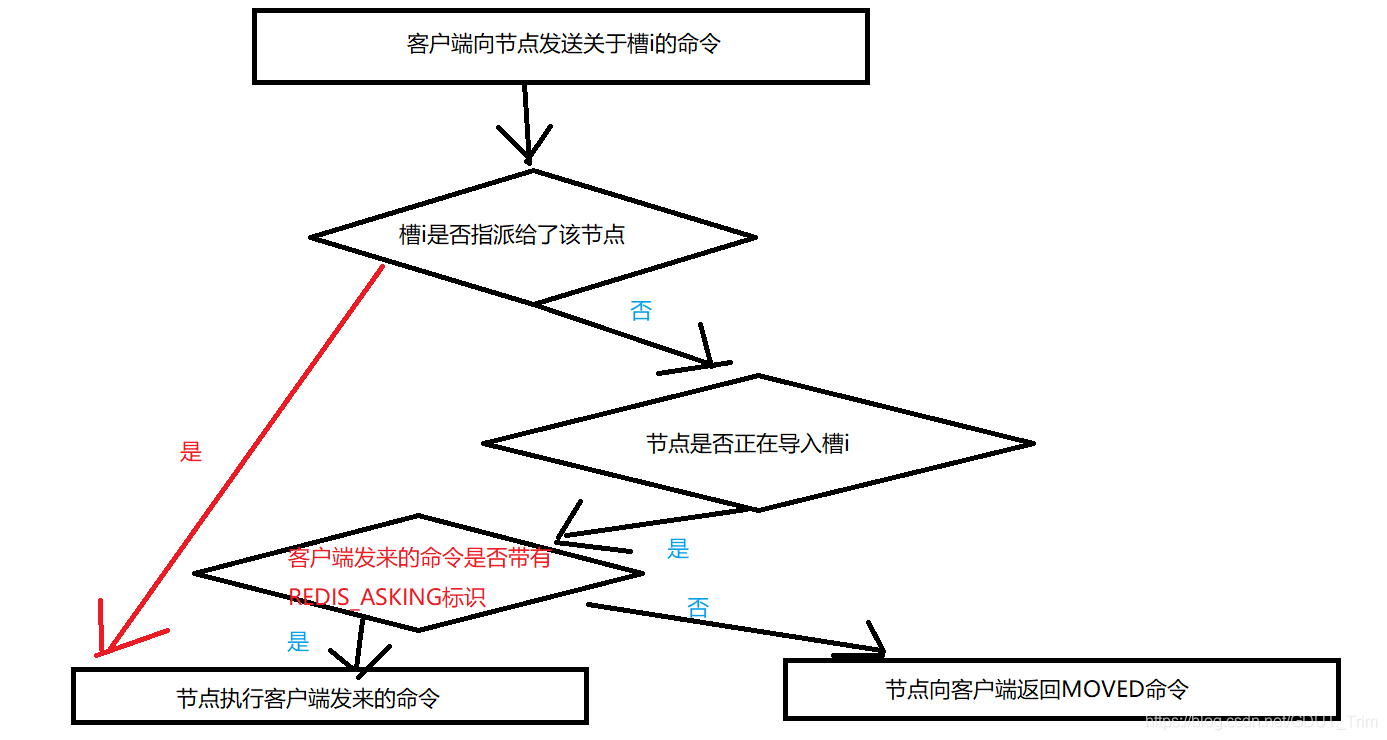 客户端向节点发送关于槽i的命令
槽i是否指派给了该节点
否
节点是否正在导入槽i
是
是
客户端发来的命令是否带有
REDIS_ASKING标识
否
是
节点执行客户端发来的命令
节点向客户端返回MOVED命令
https://blog.csdn.net/GDUT_Trim